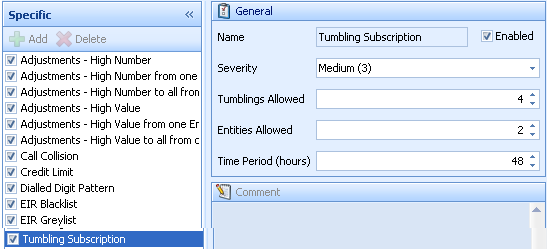 Specific
Add Delete
Adjustments - High Number
Adjustments - High Number from one
Adjustments - High Number to all fron
Adjustments - High Value
Adjustments - High Value from one Er
Adjustments - High Value to all from c
Call Collision
Credit Limit
Dialled Digit Pattern
EIR Blacklist
EIR Greylist
Tumbling Subscription
General
Name Tumbling Subscription Enabled
Severity Medium (3)
Tumblings Allowed 4
Entities Allowed 2
Time Period (hours) 48
Comment